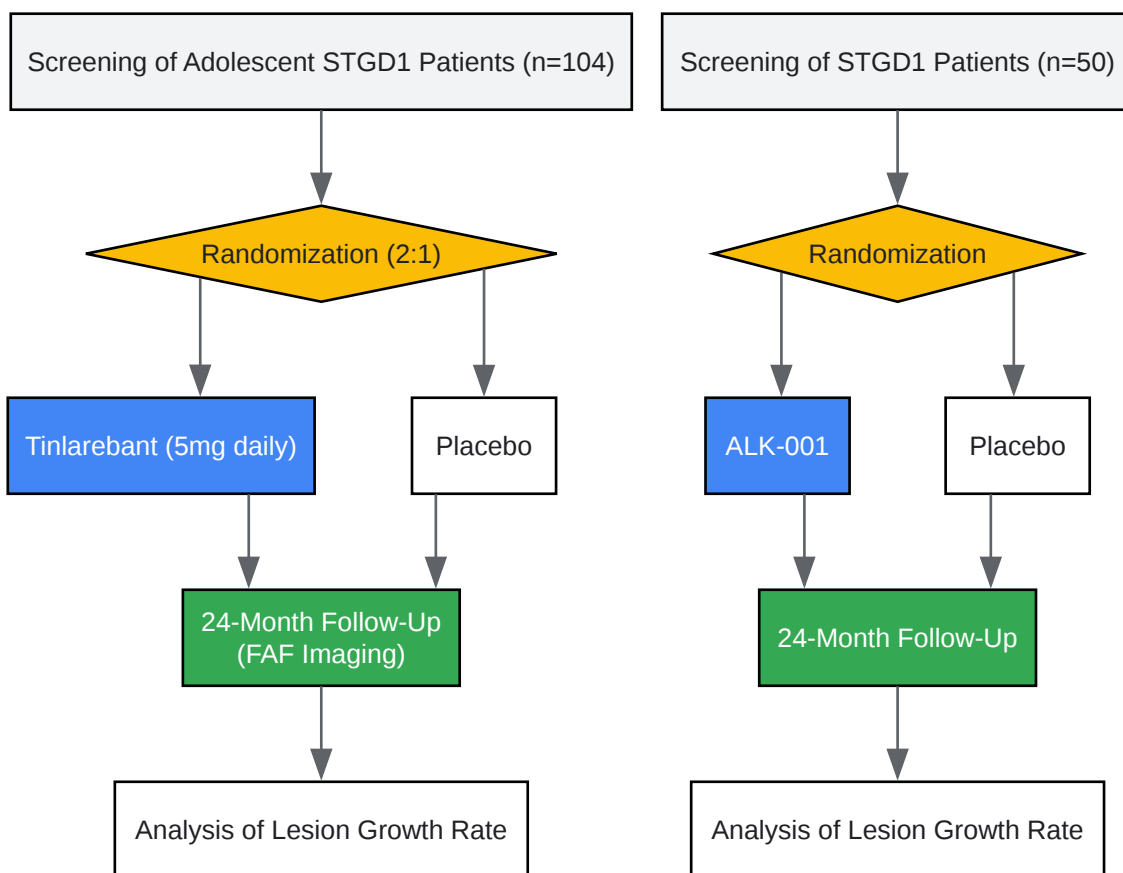 Screening of Adolescent STGD1 Patients (n=104)
Randomization (2:1)
Tinlarebant (5mg daily)
Placebo
24-Month Follow-Up
(FAF Imaging)
Analysis of Lesion Growth Rate
Screening of STGD1 Patients (n=50)
Randomization
ALK-001
Placebo
24-Month Follow-Up
Analysis of Lesion Growth Rate